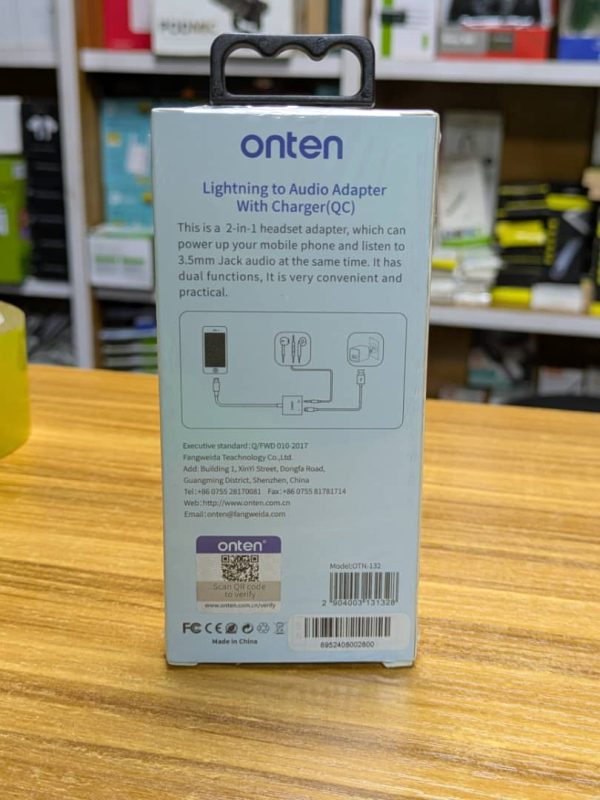 onten
Lightning to Audio Adapter
With Charger(QC)
This is a 2-in-1 headset adapter, which can
power up your mobile phone and listen to
3.5mm Jack audio at the same time. It has
dual functions, It is very convenient and
practical.
Executive standard: Q/FWD 010-2017
Fangweida Teachnology Co.,Ltd.
Add: Building 1, XinYi Street, Dongfa Road,
Guangming District, Shenzhen, China
Tel:+86 0755 28170081 Fax: +86 0755 81781714
Web: http://www.onten.com.cn
Email: onten@fangweida.com
onten®
Scan QR code
to verify
www.onten.com.cn/verify
Model:OTN-132
2 904003 131328
FC CE
Made in China
6952408002800